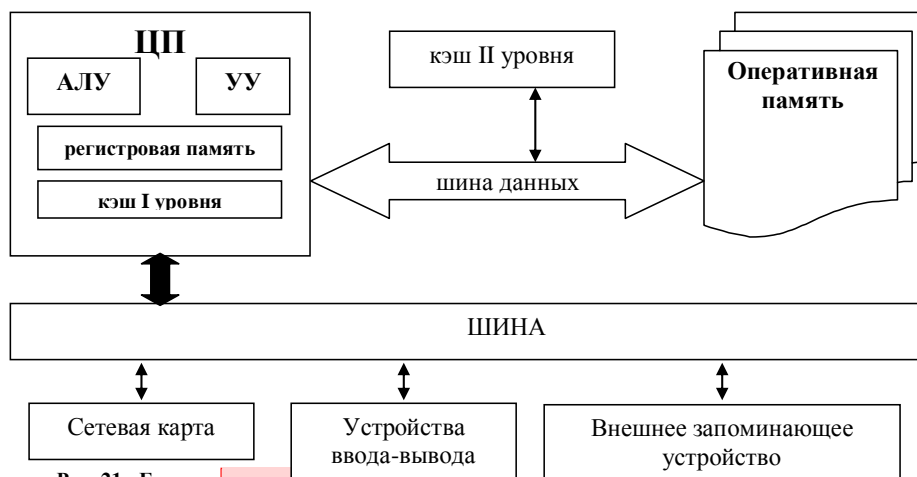 ЦП
АЛУ
УУ
регистровая память
кэш I уровня
кэш II уровня
шина данных
Оперативная
память
ШИНА
Сетевая карта
Устройства
ввода-вывода
Внешнее запоминающее
устройство